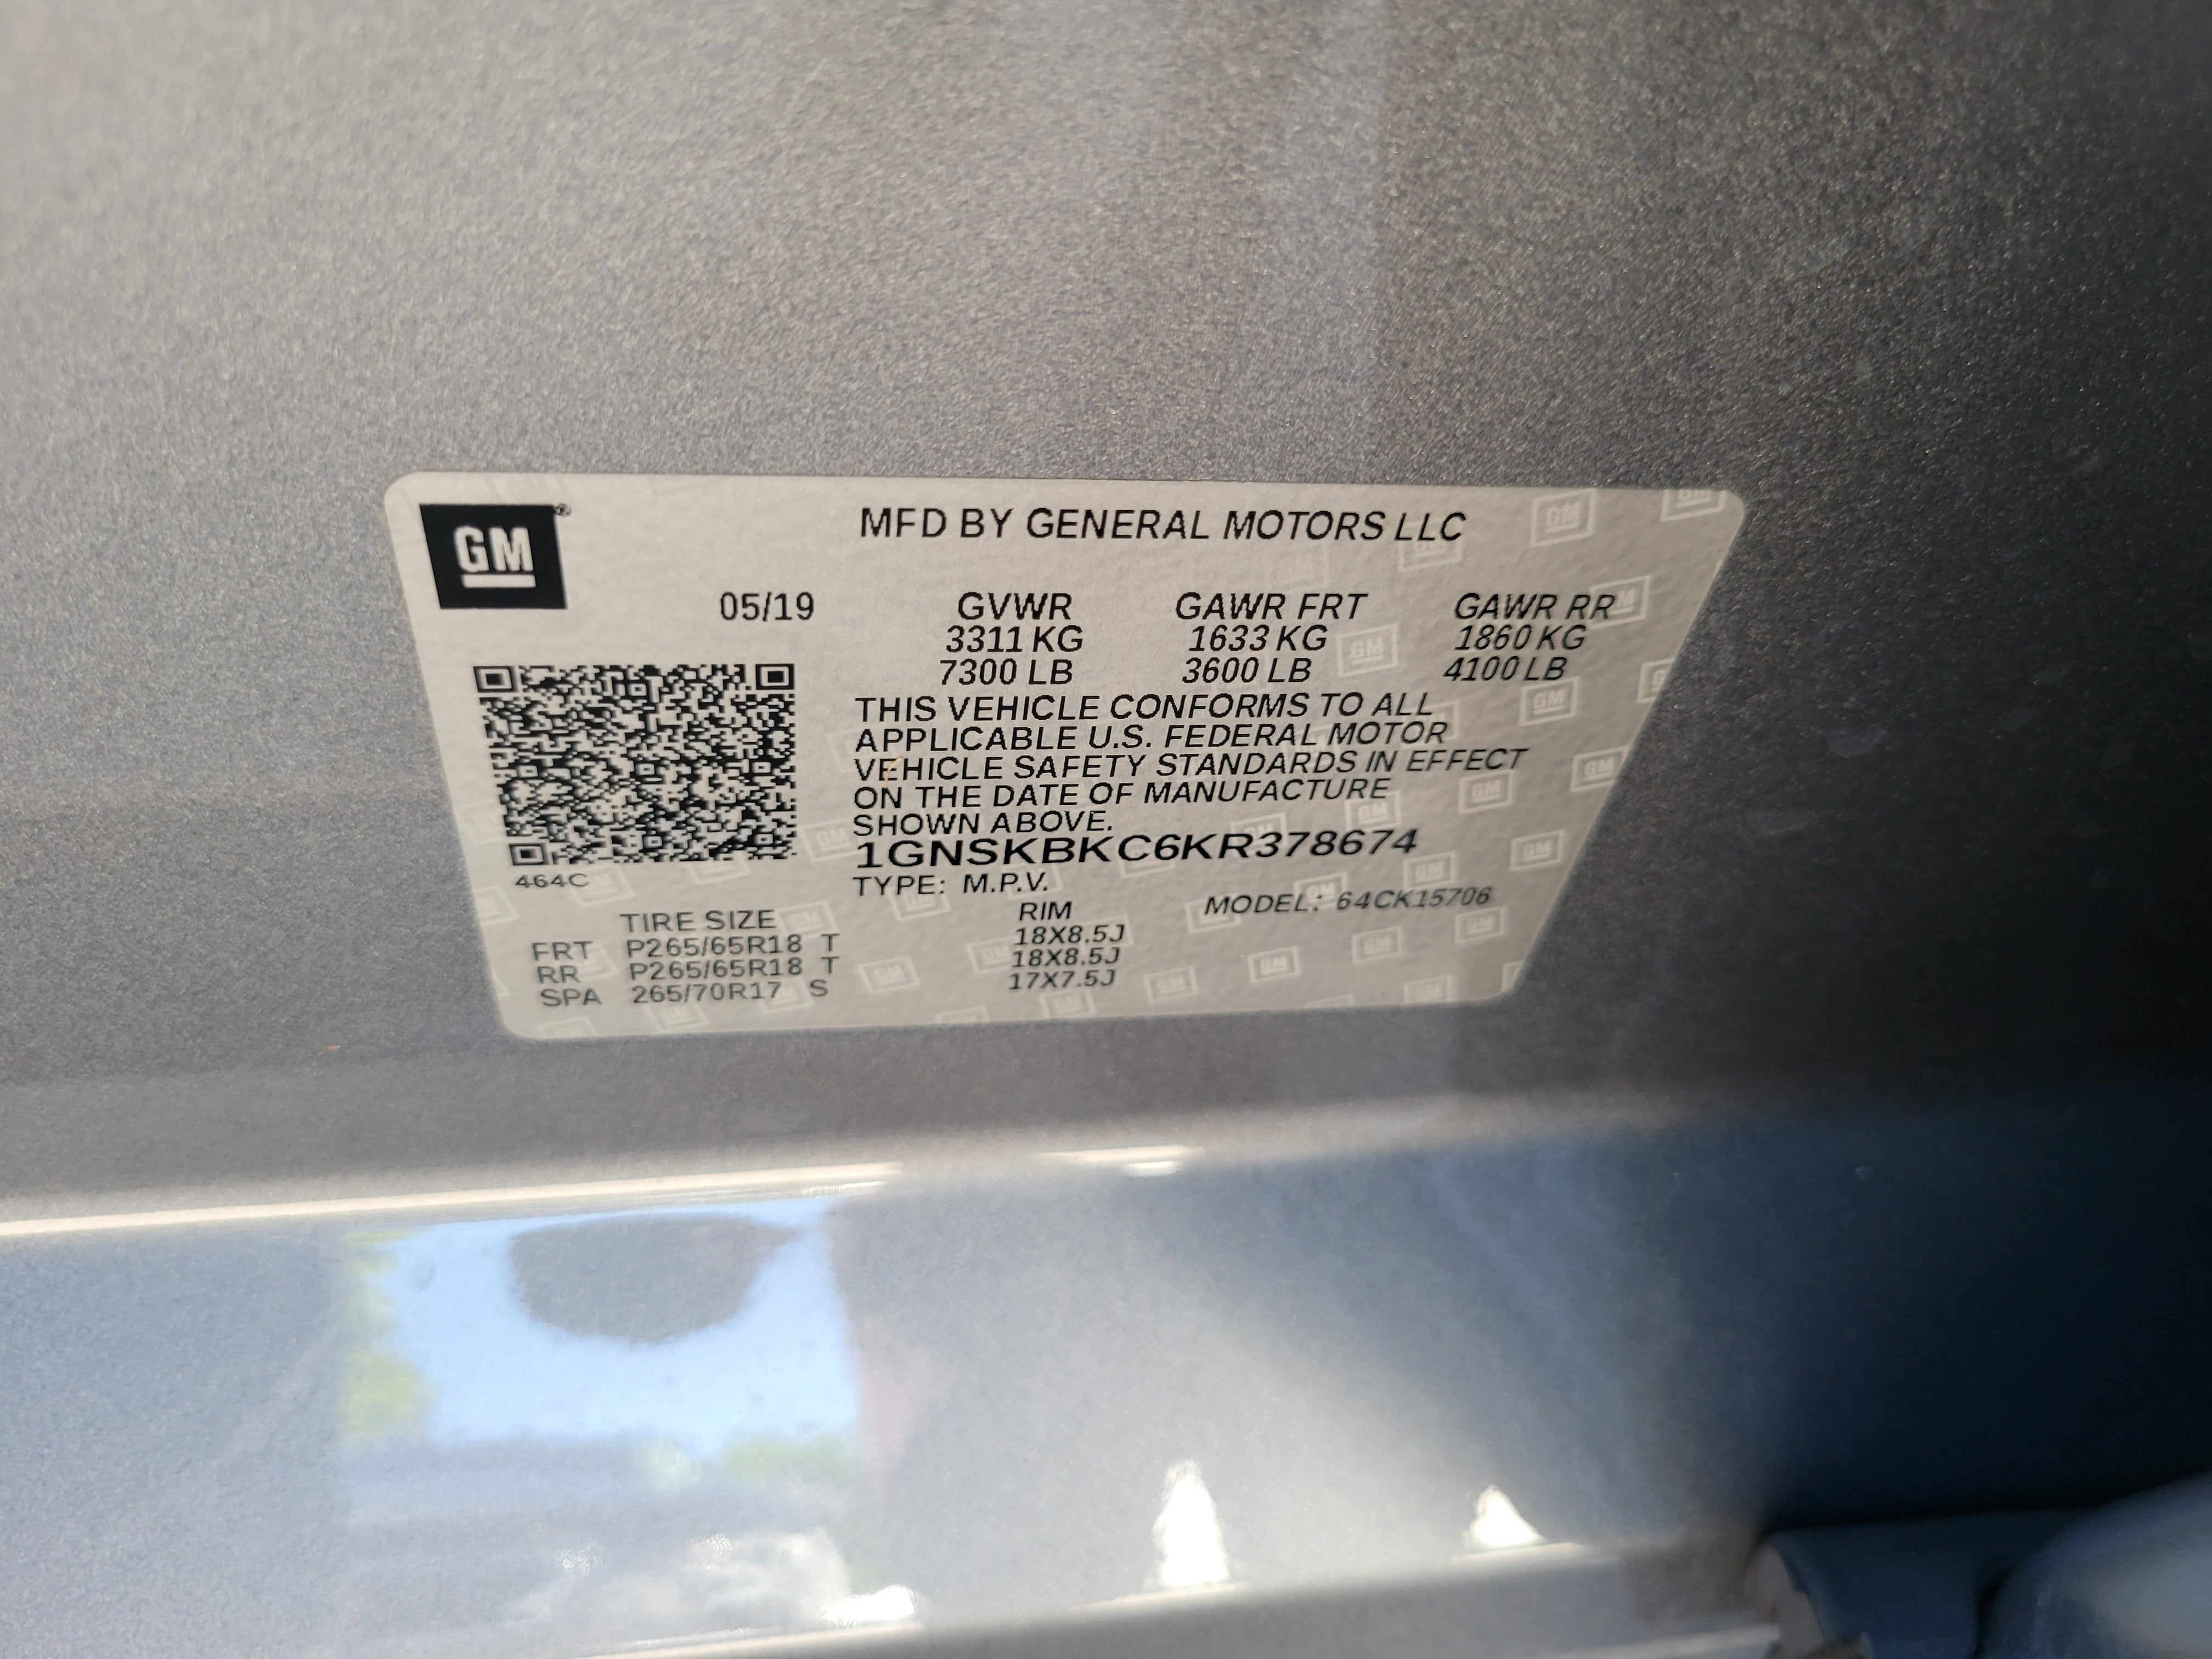 GM®
MFD BY GENERAL MOTORS LLC
05/19 GVWR GAWR FRT GAWR RR
3311 KG 1633 KG 1860 KG
7300 LB 3600 LB 4100 LB
THIS VEHICLE CONFORMS TO ALL
APPLICABLE U.S. FEDERAL MOTOR
VEHICLE SAFETY STANDARDS IN EFFECT
ON THE DATE OF MANUFACTURE
SHOWN ABOVE.
1GNSKBKC6KR378674
464C
TYPE: M.P.V. MODEL: 64CK15706
TIRE SIZE RIM
FRT P265/65R18 T 18X8.5J
RR P265/65R18 T 18X8.5J
SPA 265/70R17 S 17X7.5J